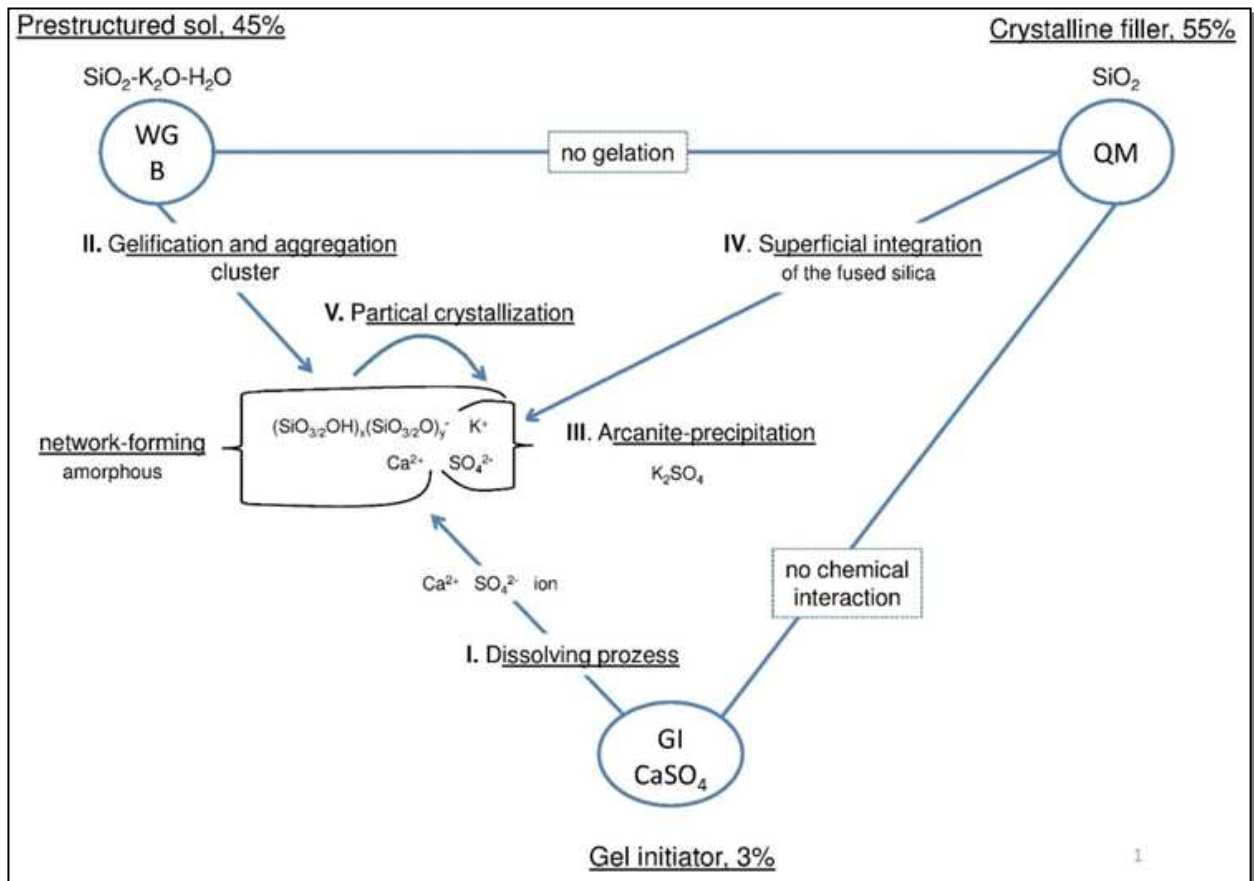 Prestructured sol, 45%
Crystalline filler, 55%
SiO₂-K₂O-H₂O
SiO₂
WG
B
no gelation
QM
II. Gelification and aggregation
cluster
IV. Superficial integration
of the fused silica
V. Partical crystallization
(SiO₃/₂OH)ₓ(SiO₃/₂O)ᵧ⁻ K⁺
Ca²⁺ SO₄²⁻
network-forming
amorphous
III. Arcanite-precipitation
K₂SO₄
Ca²⁺ SO₄²⁻ ion
no chemical
interaction
I. Dissolving prozess
GI
CaSO₄
Gel initiator, 3%
1